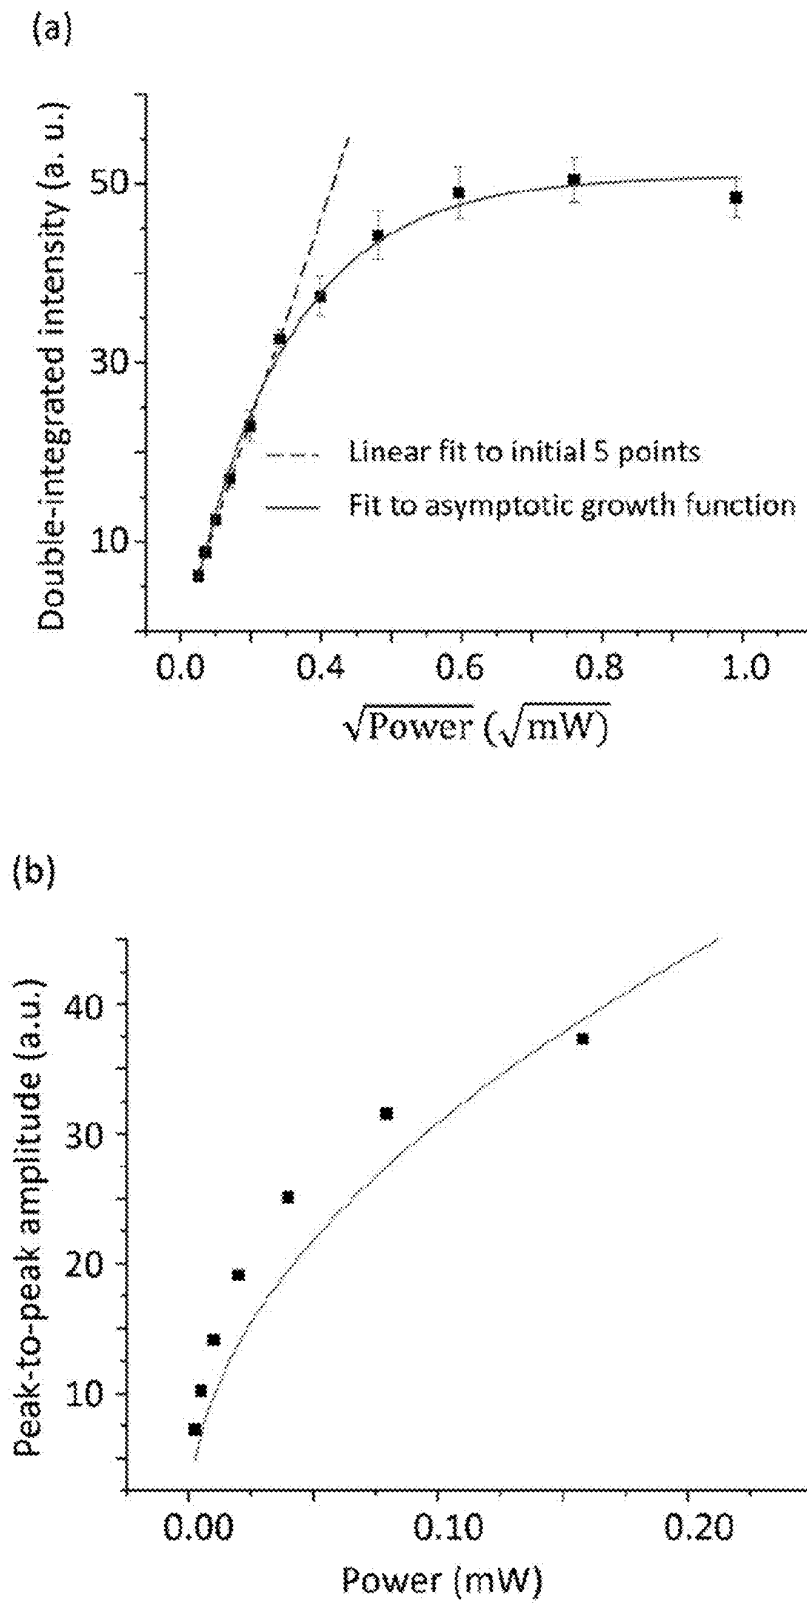 (a)
Double-integrated intensity (a. u.)
50
30
10
Linear fit to initial 5 points
Fit to asymptotic growth function
0.0 0.4 0.6 0.8 1.0
√Power (√mW)
(b)
Peak-to-peak amplitude (a.u.)
40
30
20
10
0.00 0.10 0.20
Power (mW)